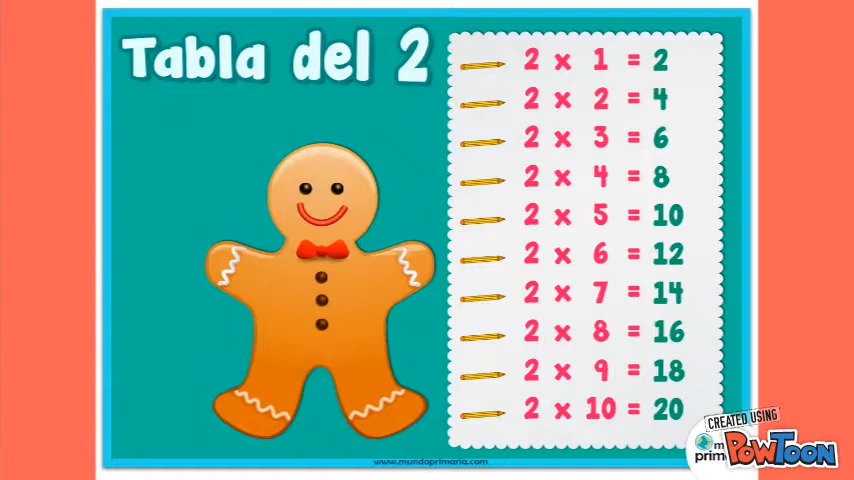 Tabla del 2
2 x 1 = 2
2 x 2 = 4
2 x 3 = 6
2 x 4 = 8
2 x 5 = 10
2 x 6 = 12
2 x 7 = 14
2 x 8 = 16
2 x 9 = 18
2 x 10 = 20
www.mundoprimaria.com
CREATED USING
POWTOON